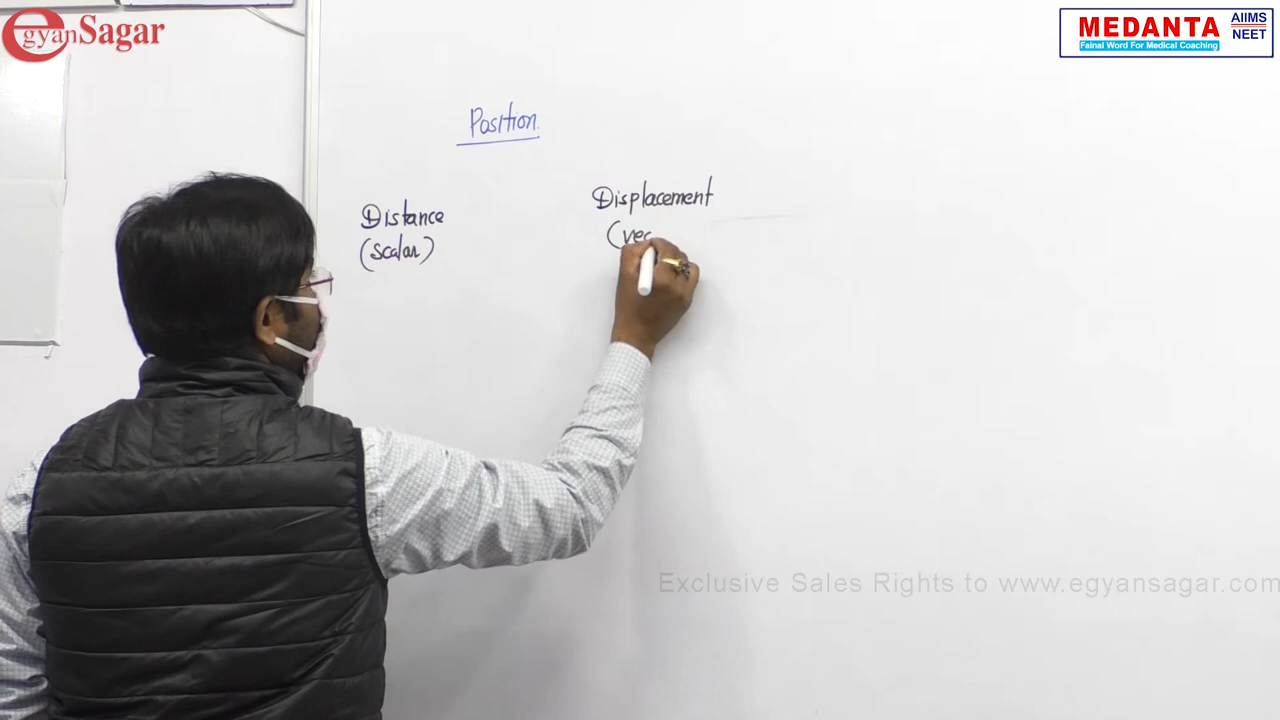 egyanSagar
MEDANTA
AIIMS
NEET
Fainal Word For Medical Coaching
Position.
Distance
(scalar)
Displacement
(vec
Exclusive Sales Rights to www.egyansagar.com